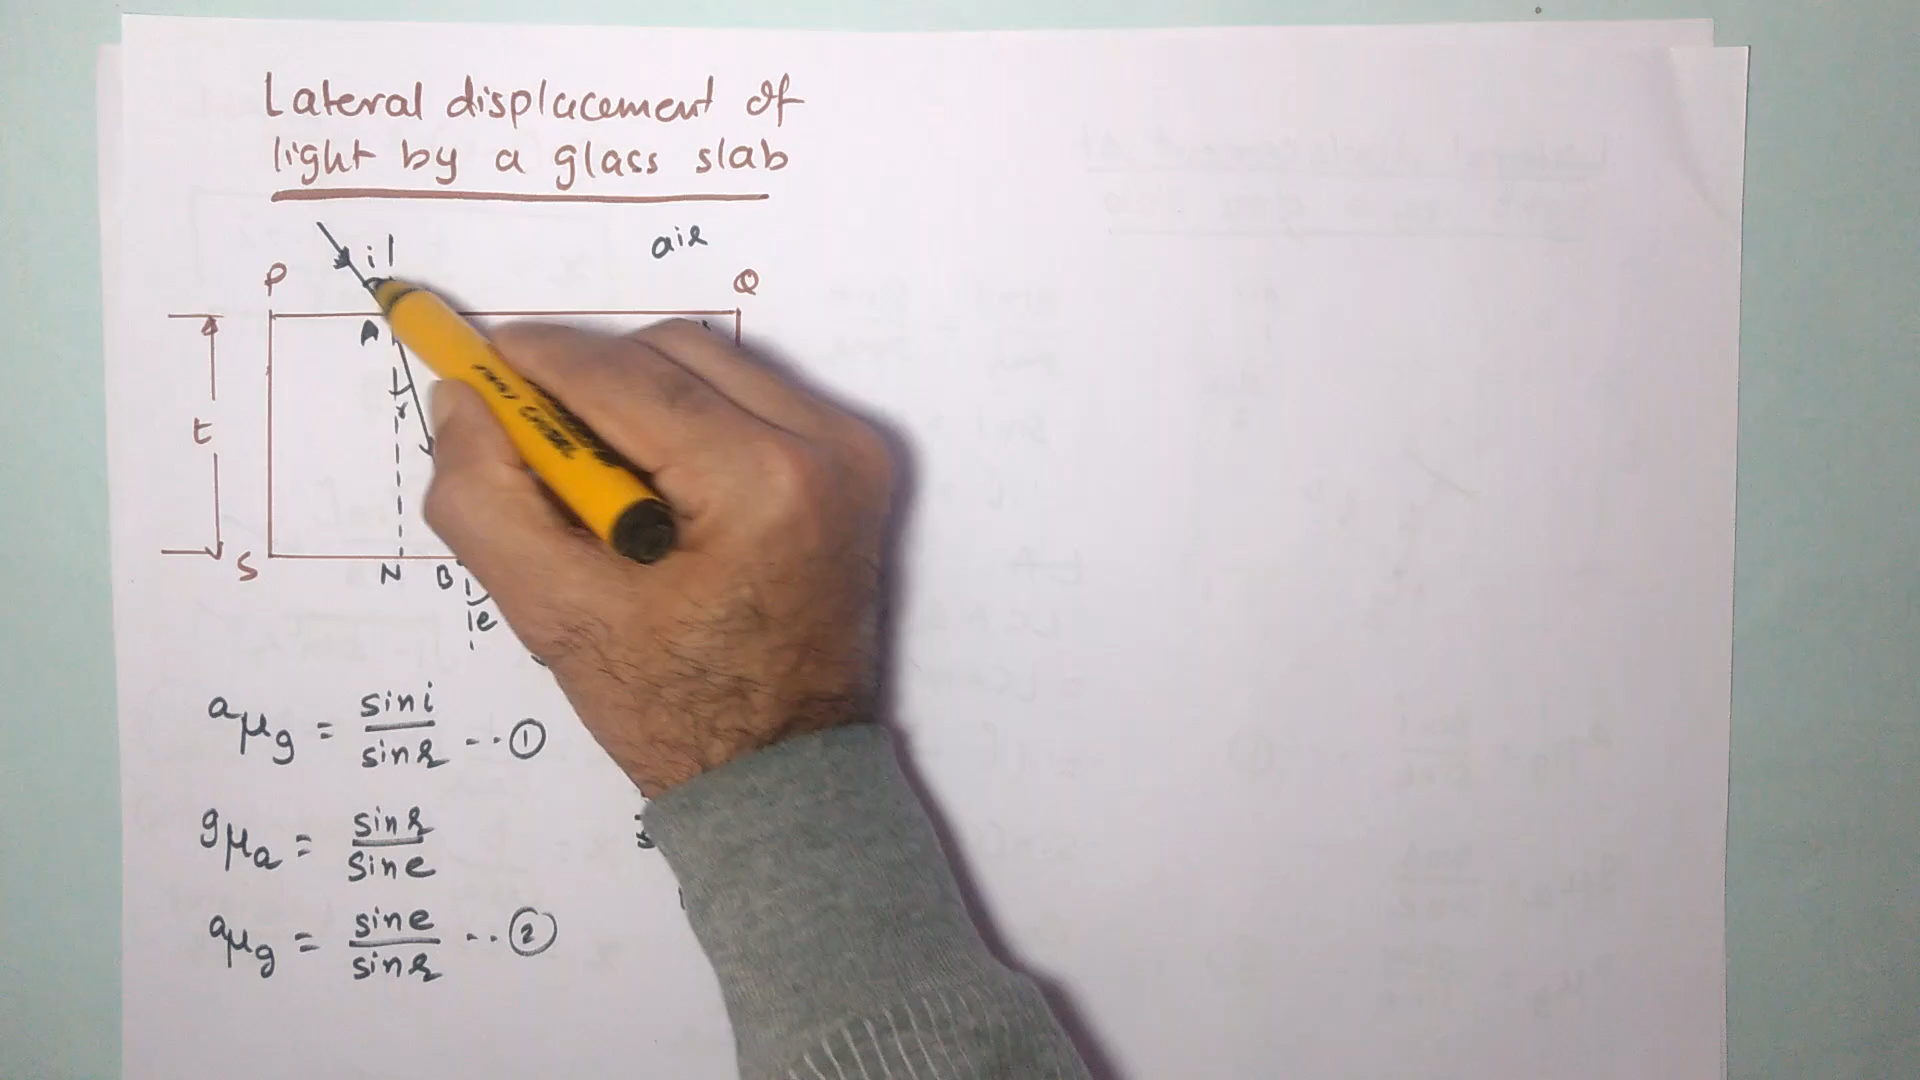 Lateral displacement of
light by a glass slab
i
air
P
Q
A
r
t
S
N
B
e
aμg = sin i / sin r -- ①
gμa = sin r / sin e
aμg = sin e / sin r -- ②